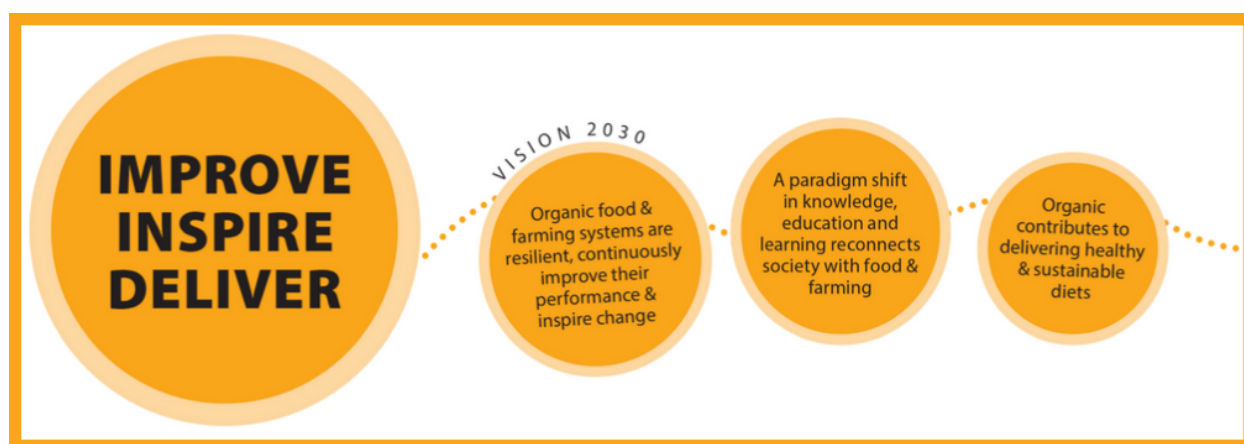 IMPROVE
INSPIRE
DELIVER
VISION 2030
Organic food &
farming systems are
resilient, continuously
improve their
performance &
inspire change
A paradigm shift
in knowledge,
education and
learning reconnects
society with food &
farming
Organic
contributes to
delivering healthy
& sustainable
diets